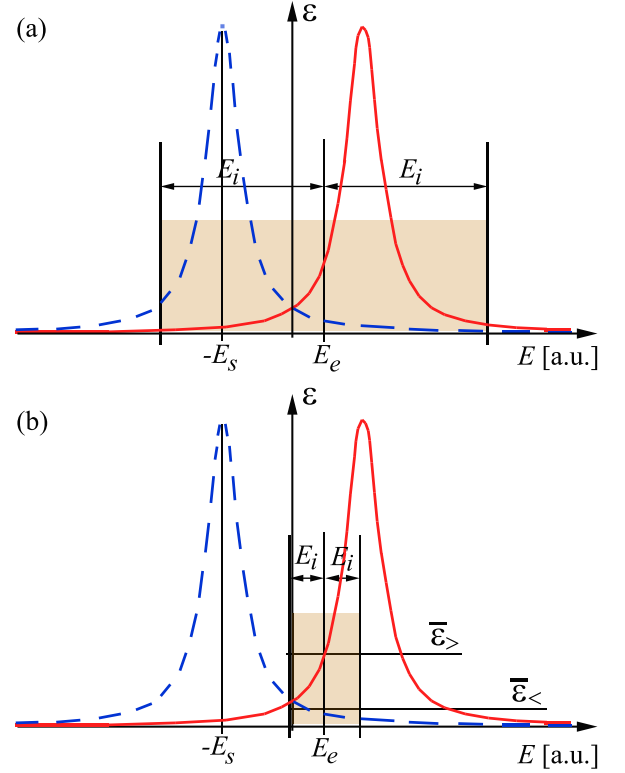 (a)
ε
E_i E_i
-E_s E_e E [a.u.]
(b)
ε
E_i E_i
ε̅_>
ε̅_<
-E_s E_e E [a.u.]